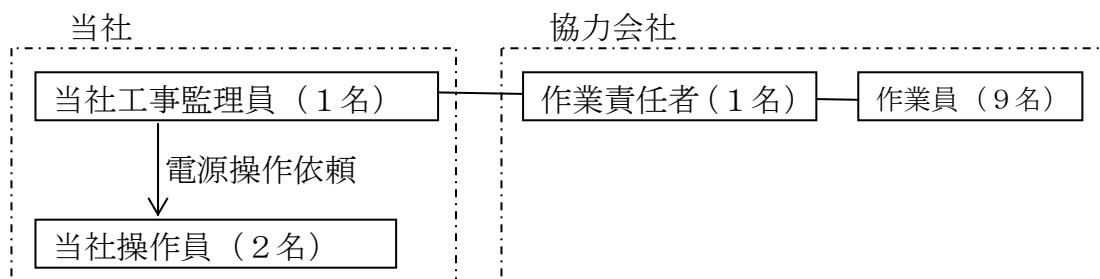 当社
協力会社
当社工事監理員（１名）
作業責任者(１名)
作業員（９名）
電源操作依頼
当社操作員（２名）